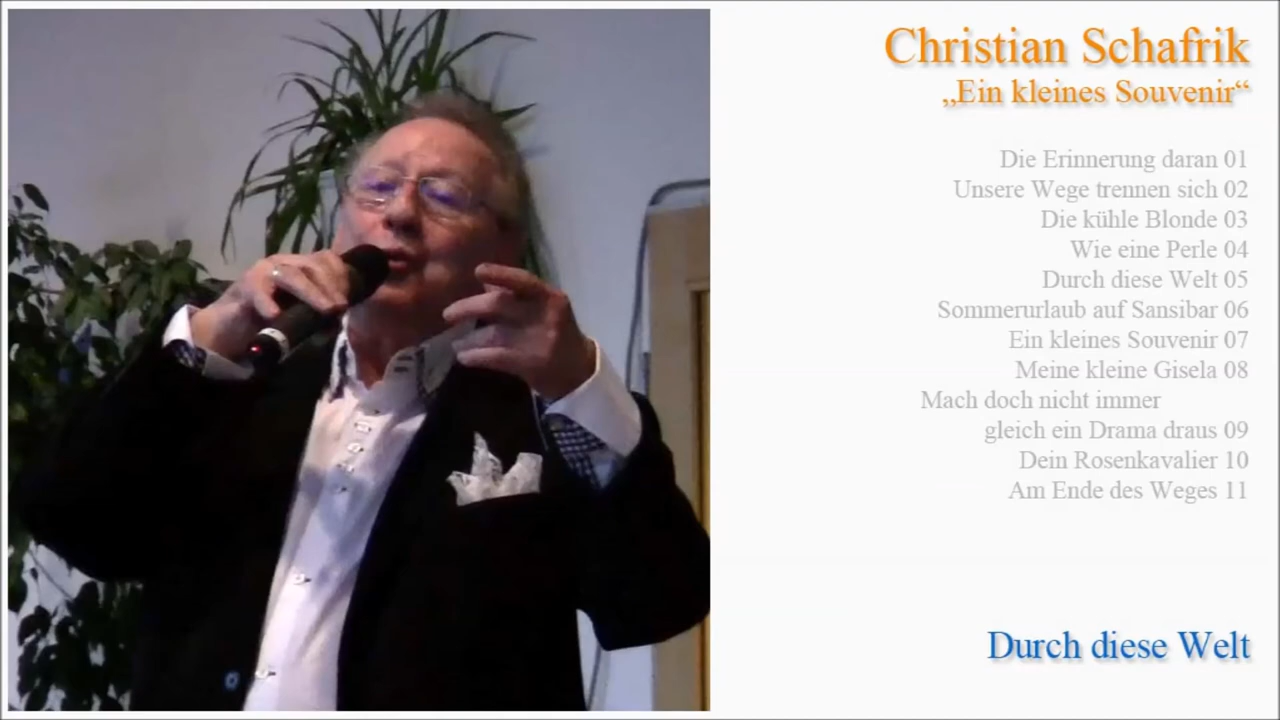 Christian Schafrik
„Ein kleines Souvenir“
Die Erinnerung daran 01
Unsere Wege trennen sich 02
Die kühle Blonde 03
Wie eine Perle 04
Durch diese Welt 05
Sommerurlaub auf Sansibar 06
Ein kleines Souvenir 07
Meine kleine Gisela 08
Mach doch nicht immer
gleich ein Drama draus 09
Dein Rosenkavalier 10
Am Ende des Weges 11
Durch diese Welt